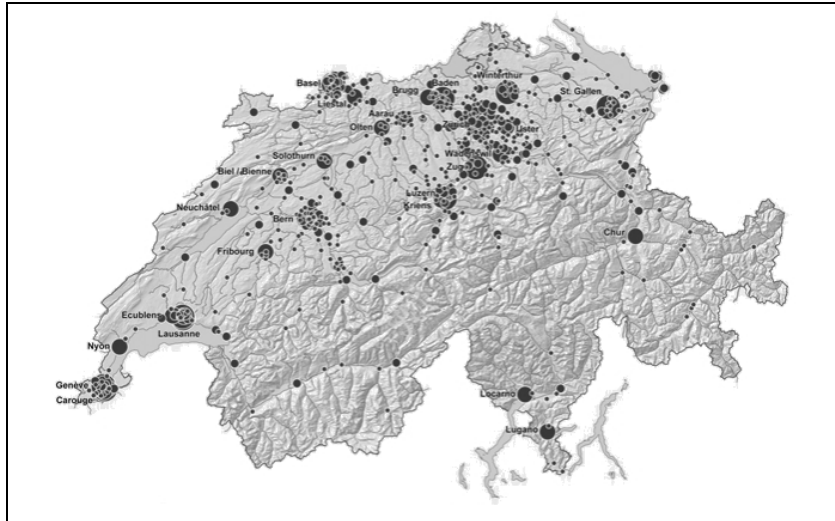 Winterthur
Basel
Brugg
Baden
St. Gallen
Liestal
Aarau
Olten
Uster
Solothurn
Wädenswil
Zug
Biel / Bienne
Luzern
Kriens
Neuchâtel
Bern
Chur
Fribourg
Ecublens
Lausanne
Nyon
Genève
Carouge
Locarno
Lugano